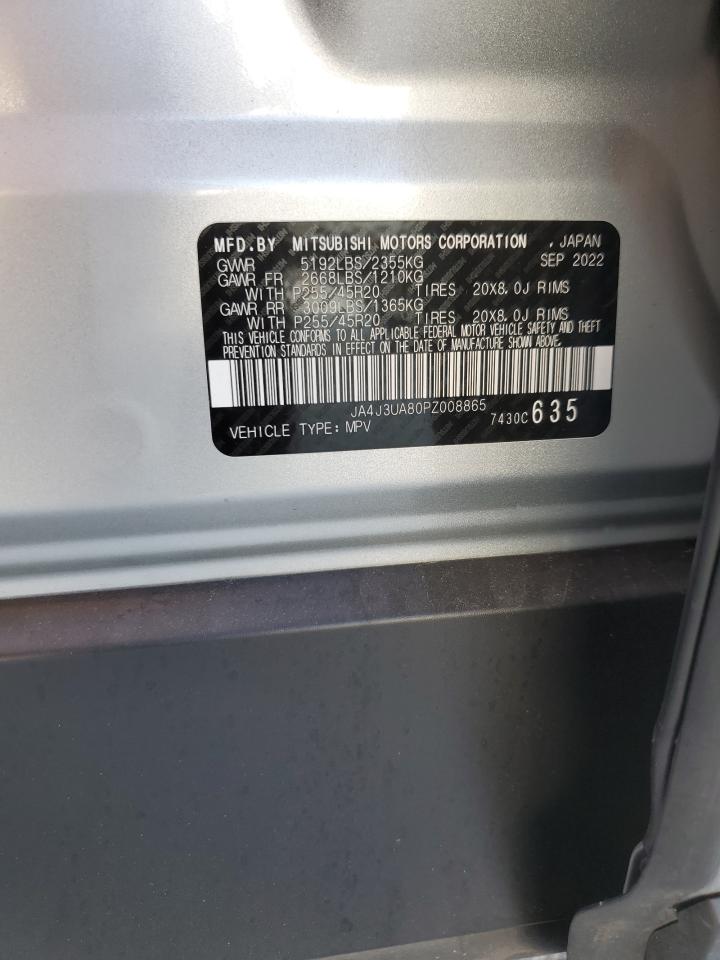 MFD.BY MITSUBISHI MOTORS CORPORATION , JAPAN
GVWR 5192LBS/2355KG SEP 2022
GAWR FR 2668LBS/1210KG
WITH P255/45R20 TIRES 20X8.0J RIMS
GAWR RR 3009LBS/1365KG
WITH P255/45R20 TIRES 20X8.0J RIMS
THIS VEHICLE CONFORMS TO ALL APPLICABLE FEDERAL MOTOR VEHICLE SAFETY AND THEFT
PREVENTION STANDARDS IN EFFECT ON THE DATE OF MANUFACTURE SHOWN ABOVE.
JA4J3UA80PZ008865
VEHICLE TYPE: MPV 7430C 635